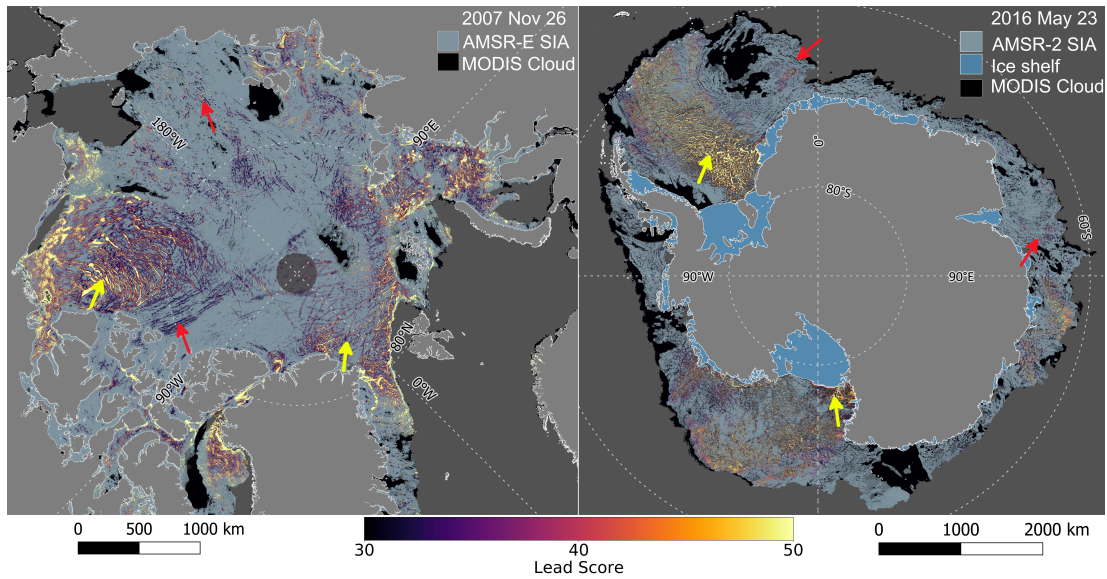 2007 Nov 26
AMSR-E SIA
MODIS Cloud
180°W
90°E
90°W
80°N
0°W
2016 May 23
AMSR-2 SIA
Ice shelf
MODIS Cloud
0°
80°S
60°S
90°W
90°E
0 500 1000 km
30 40 50
Lead Score
0 1000 2000 km